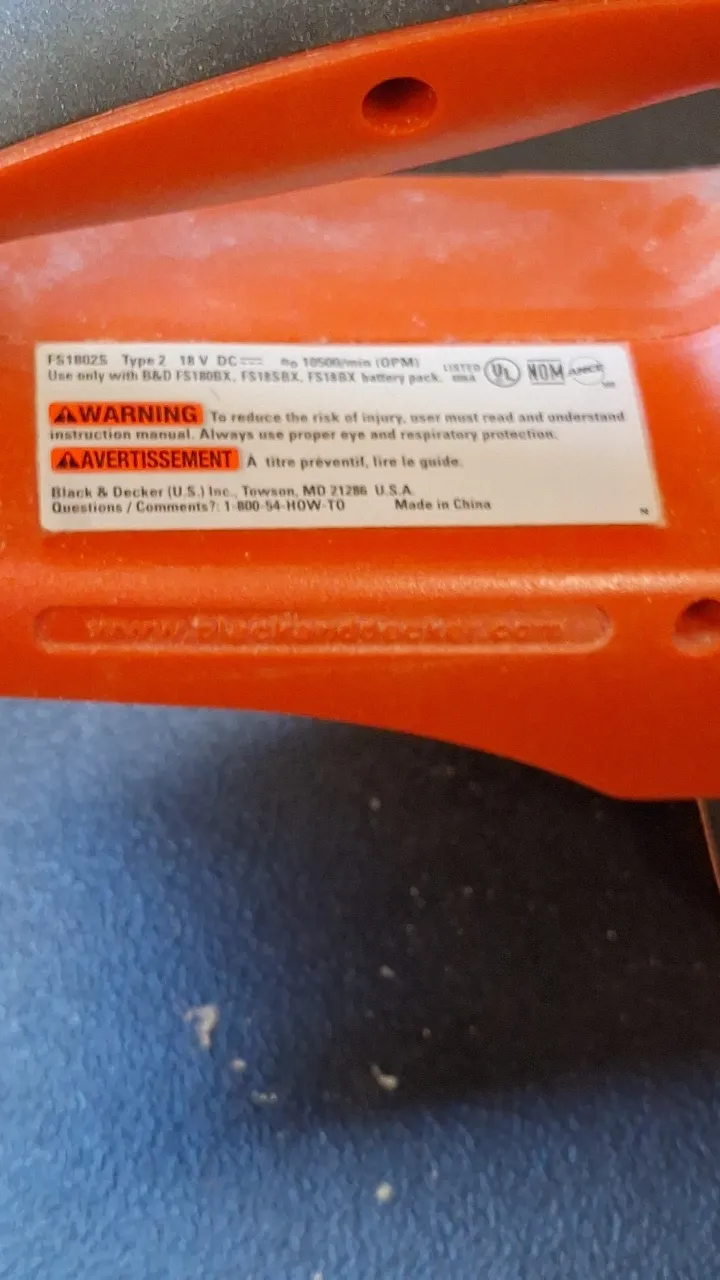 FS1802S Type 2 18 V DC n₀ 10500/min (OPM)
Use only with B&D FS180BX, FS18SBX, FS18BX battery pack.
LISTED
UL
NOM
ANCE
WARNING To reduce the risk of injury, user must read and understand
instruction manual. Always use proper eye and respiratory protection.
AVERTISSEMENT À titre préventif, lire le guide.
Black & Decker (U.S.) Inc., Towson, MD 21286 U.S.A.
Questions / Comments?: 1-800-54-HOW-TO Made in China
www.blackanddecker.com